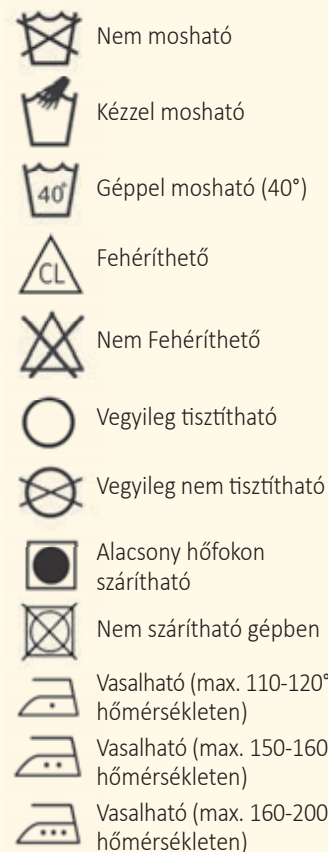 Nem mosható
Kézzel mosható
40°
Géppel mosható (40°)
CL
Fehéríthető
Nem Fehéríthető
Vegyileg tisztítható
Vegyileg nem tisztítható
Alacsony hőfokon
szárítható
Nem szárítható gépben
Vasalható (max. 110-120°
hőmérsékleten)
Vasalható (max. 150-160
hőmérsékleten)
Vasalható (max. 160-200
hőmérsékleten)